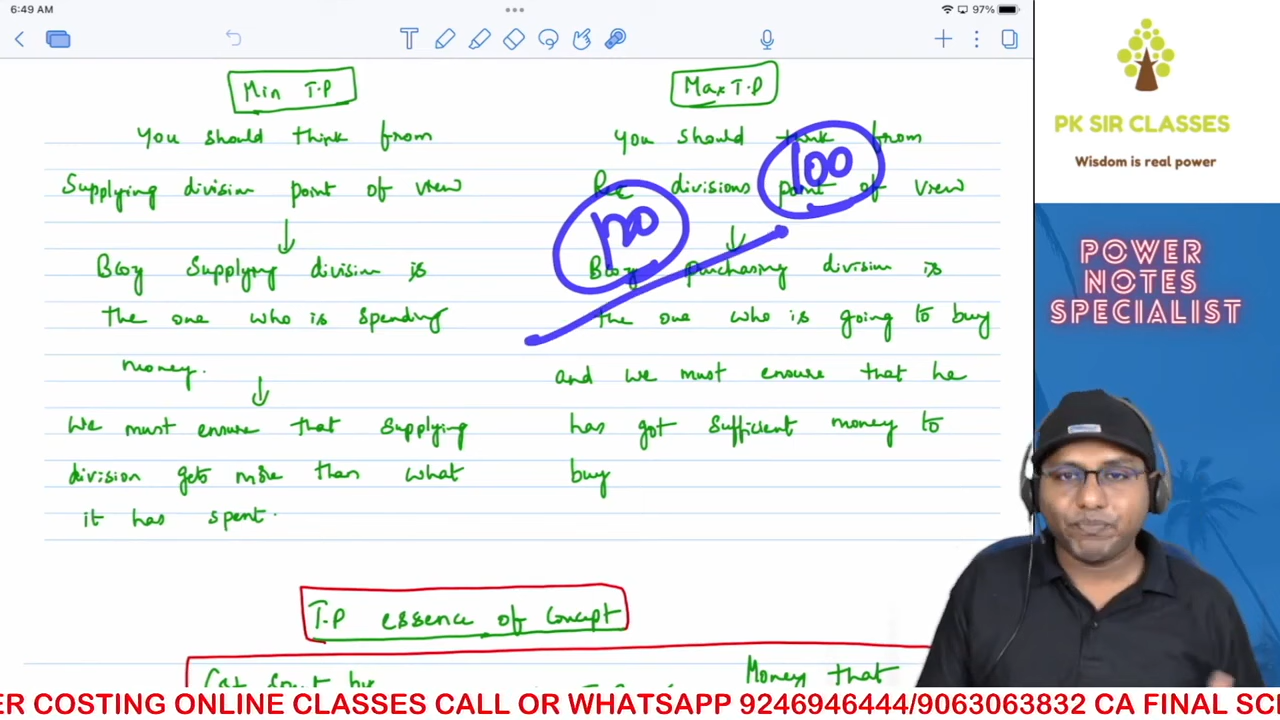 6:49 AM
97%
Min T.P
You should think from
Supplying division point of view
Bcoz Supplying division is
the one who is spending
money.
We must ensure that supplying
division gets more than what
it has spent.
Max T.P
You should think from
Rec divisions point of view
Bcoz purchasing division is
the one who is going to buy
and we must ensure that he
has got sufficient money to
buy
100
T.P essence of concept
Money that
PK SIR CLASSES
Wisdom is real power
POWER
NOTES
SPECIALIST
ER COSTING ONLINE CLASSES CALL OR WHATSAPP 9246946444/9063063832 CA FINAL SC